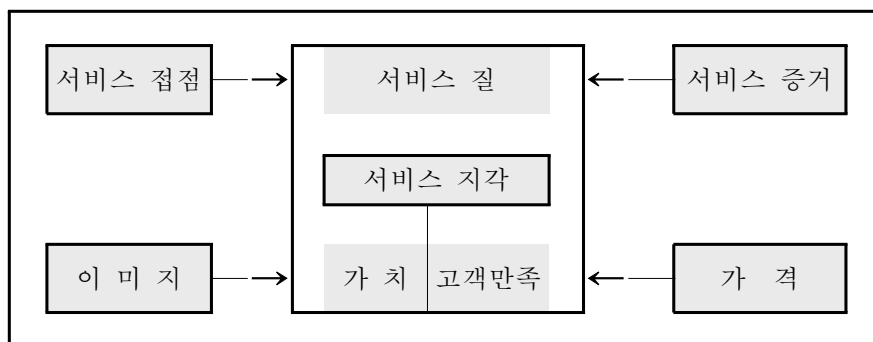 서비스 접점
서비스 질
서비스 증거
서비스 지각
이 미 지
가 치
고객만족
가 격